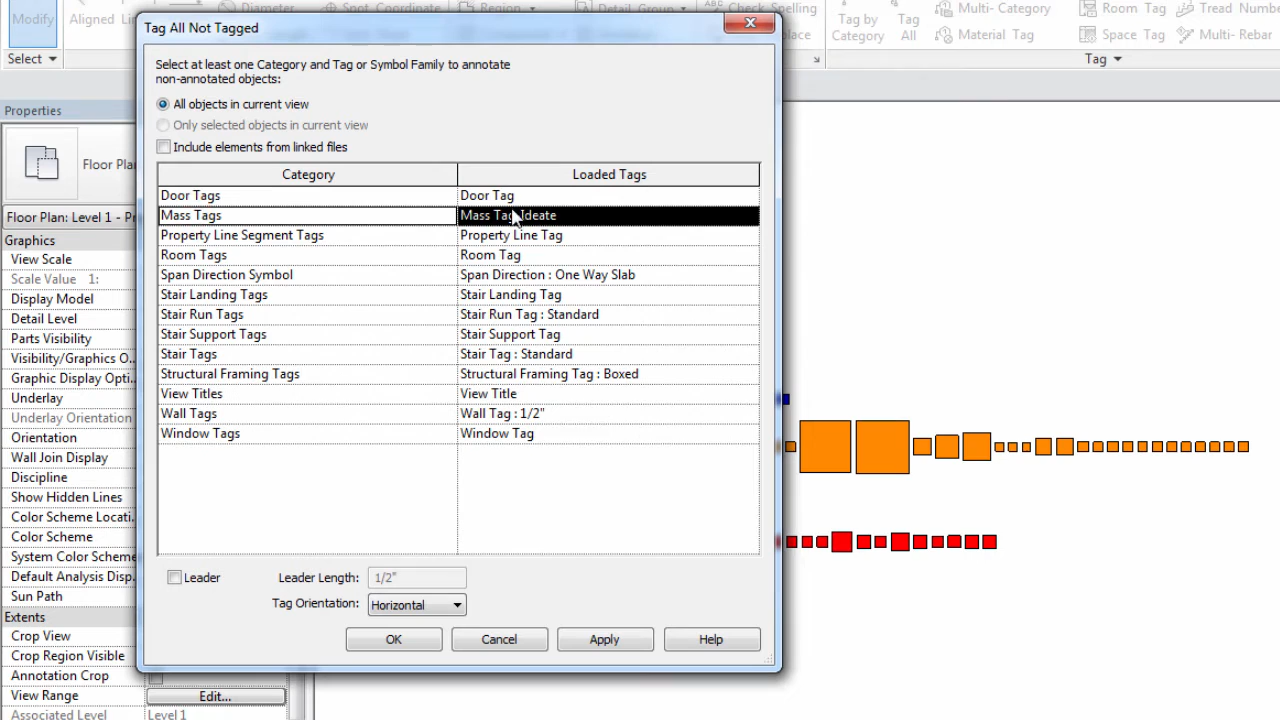 Modify
Aligned
Diameter
Spot Coordinate
Region
Detail Group
Check Spelling
Tag by
Category
Tag
All
Multi- Category
Material Tag
Room Tag
Space Tag
Tread
Multi- Rebar
Select
Tag
Tag All Not Tagged
Select at least one Category and Tag or Symbol Family to annotate
non-annotated objects:
All objects in current view
Only selected objects in current view
Include elements from linked files
Category Loaded Tags
Door Tags Door Tag
Mass Tags Mass Tag Ideate
Property Line Segment Tags Property Line Tag
Room Tags Room Tag
Span Direction Symbol Span Direction : One Way Slab
Stair Landing Tags Stair Landing Tag
Stair Run Tags Stair Run Tag : Standard
Stair Support Tags Stair Support Tag
Stair Tags Stair Tag : Standard
Structural Framing Tags Structural Framing Tag : Boxed
View Titles View Title
Wall Tags Wall Tag : 1/2"
Window Tags Window Tag
Leader Leader Length: 1/2"
Tag Orientation: Horizontal
OK Cancel Apply Help
Properties
Floor Pla
Floor Plan: Level 1 - Pr
Graphics
View Scale
Scale Value 1:
Display Model
Detail Level
Parts Visibility
Visibility/Graphics O...
Graphic Display Opti...
Underlay
Underlay Orientation
Orientation
Wall Join Display
Discipline
Show Hidden Lines
Color Scheme Locati...
Color Scheme
System Color Scheme
Default Analysis Disp...
Sun Path
Extents
Crop View
Crop Region Visible
Annotation Crop
View Range Edit...
Associated Level Level 1